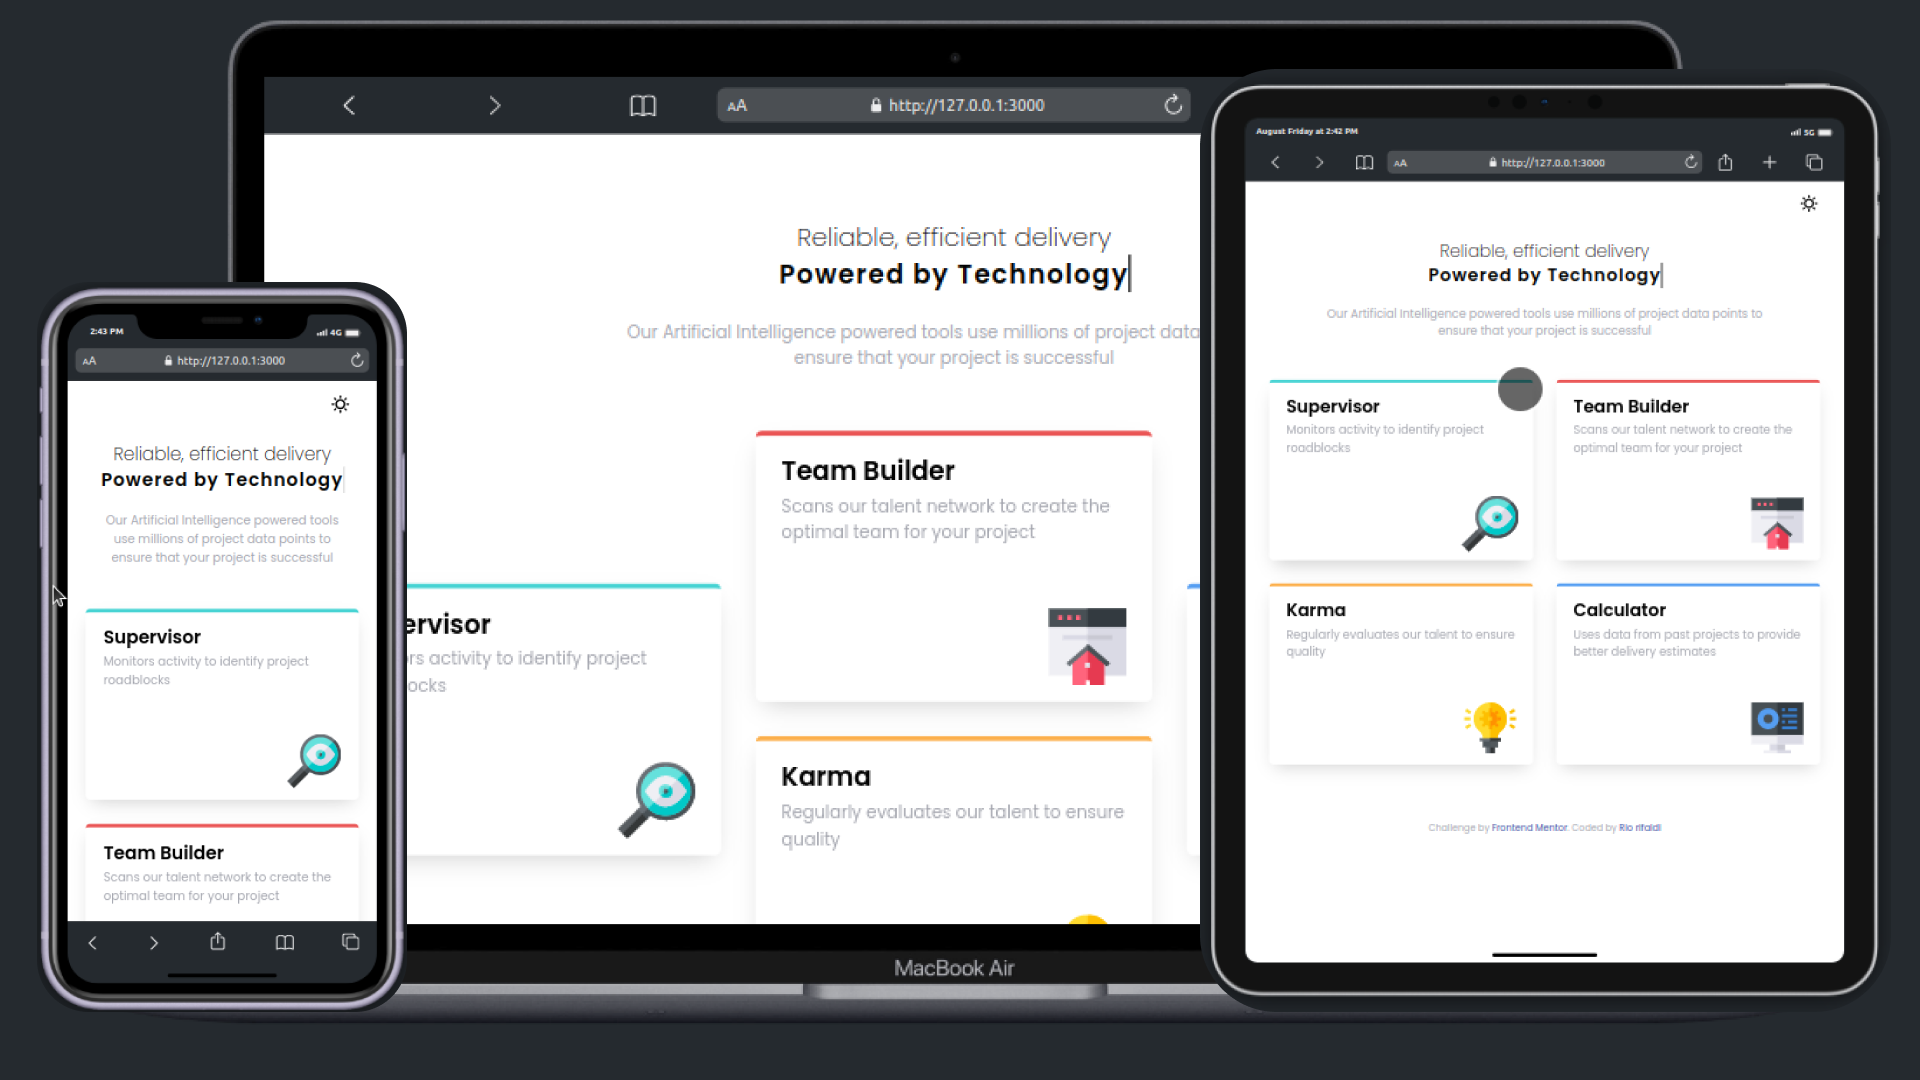 AA
http://127.0.0.1:3000
Reliable, efficient delivery
Powered by Technology
Our Artificial Intelligence powered tools use millions of project data
ensure that your project is successful
Team Builder
Scans our talent network to create the
optimal team for your project
ervisor
rs activity to identify project
ocks
Karma
Regularly evaluates our talent to ensure
quality
MacBook Air
2:43 PM
4G
AA
http://127.0.0.1:3000
Reliable, efficient delivery
Powered by Technology
Our Artificial Intelligence powered tools
use millions of project data points to
ensure that your project is successful
Supervisor
Monitors activity to identify project
roadblocks
Team Builder
Scans our talent network to create the
optimal team for your project
August Friday at 2:42 PM
5G
AA
http://127.0.0.1:3000
Reliable, efficient delivery
Powered by Technology
Our Artificial Intelligence powered tools use millions of project data points to
ensure that your project is successful
Supervisor
Monitors activity to identify project
roadblocks
Team Builder
Scans our talent network to create the
optimal team for your project
Karma
Regularly evaluates our talent to ensure
quality
Calculator
Uses data from past projects to provide
better delivery estimates
Challenge by Frontend Mentor. Coded by Rio rifaldi